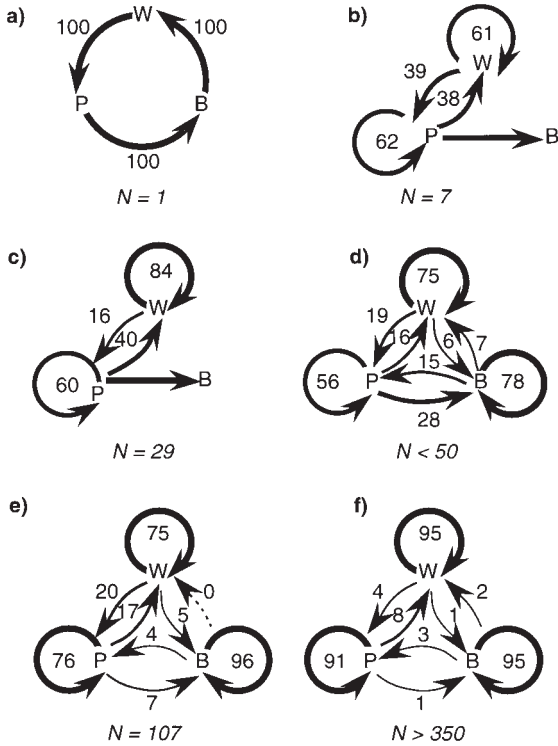 a)
W
100
100
P
B
100
N = 1
b)
61
W
39
38
62
P
B
N = 7
c)
84
W
16
40
60
P
B
N = 29
d)
75
W
19
16
6
7
15
56
P
B
78
28
N < 50
e)
75
W
20
17
5
0
4
76
P
B
96
7
N = 107
f)
95
W
4
8
1
2
3
91
P
B
95
1
N > 350